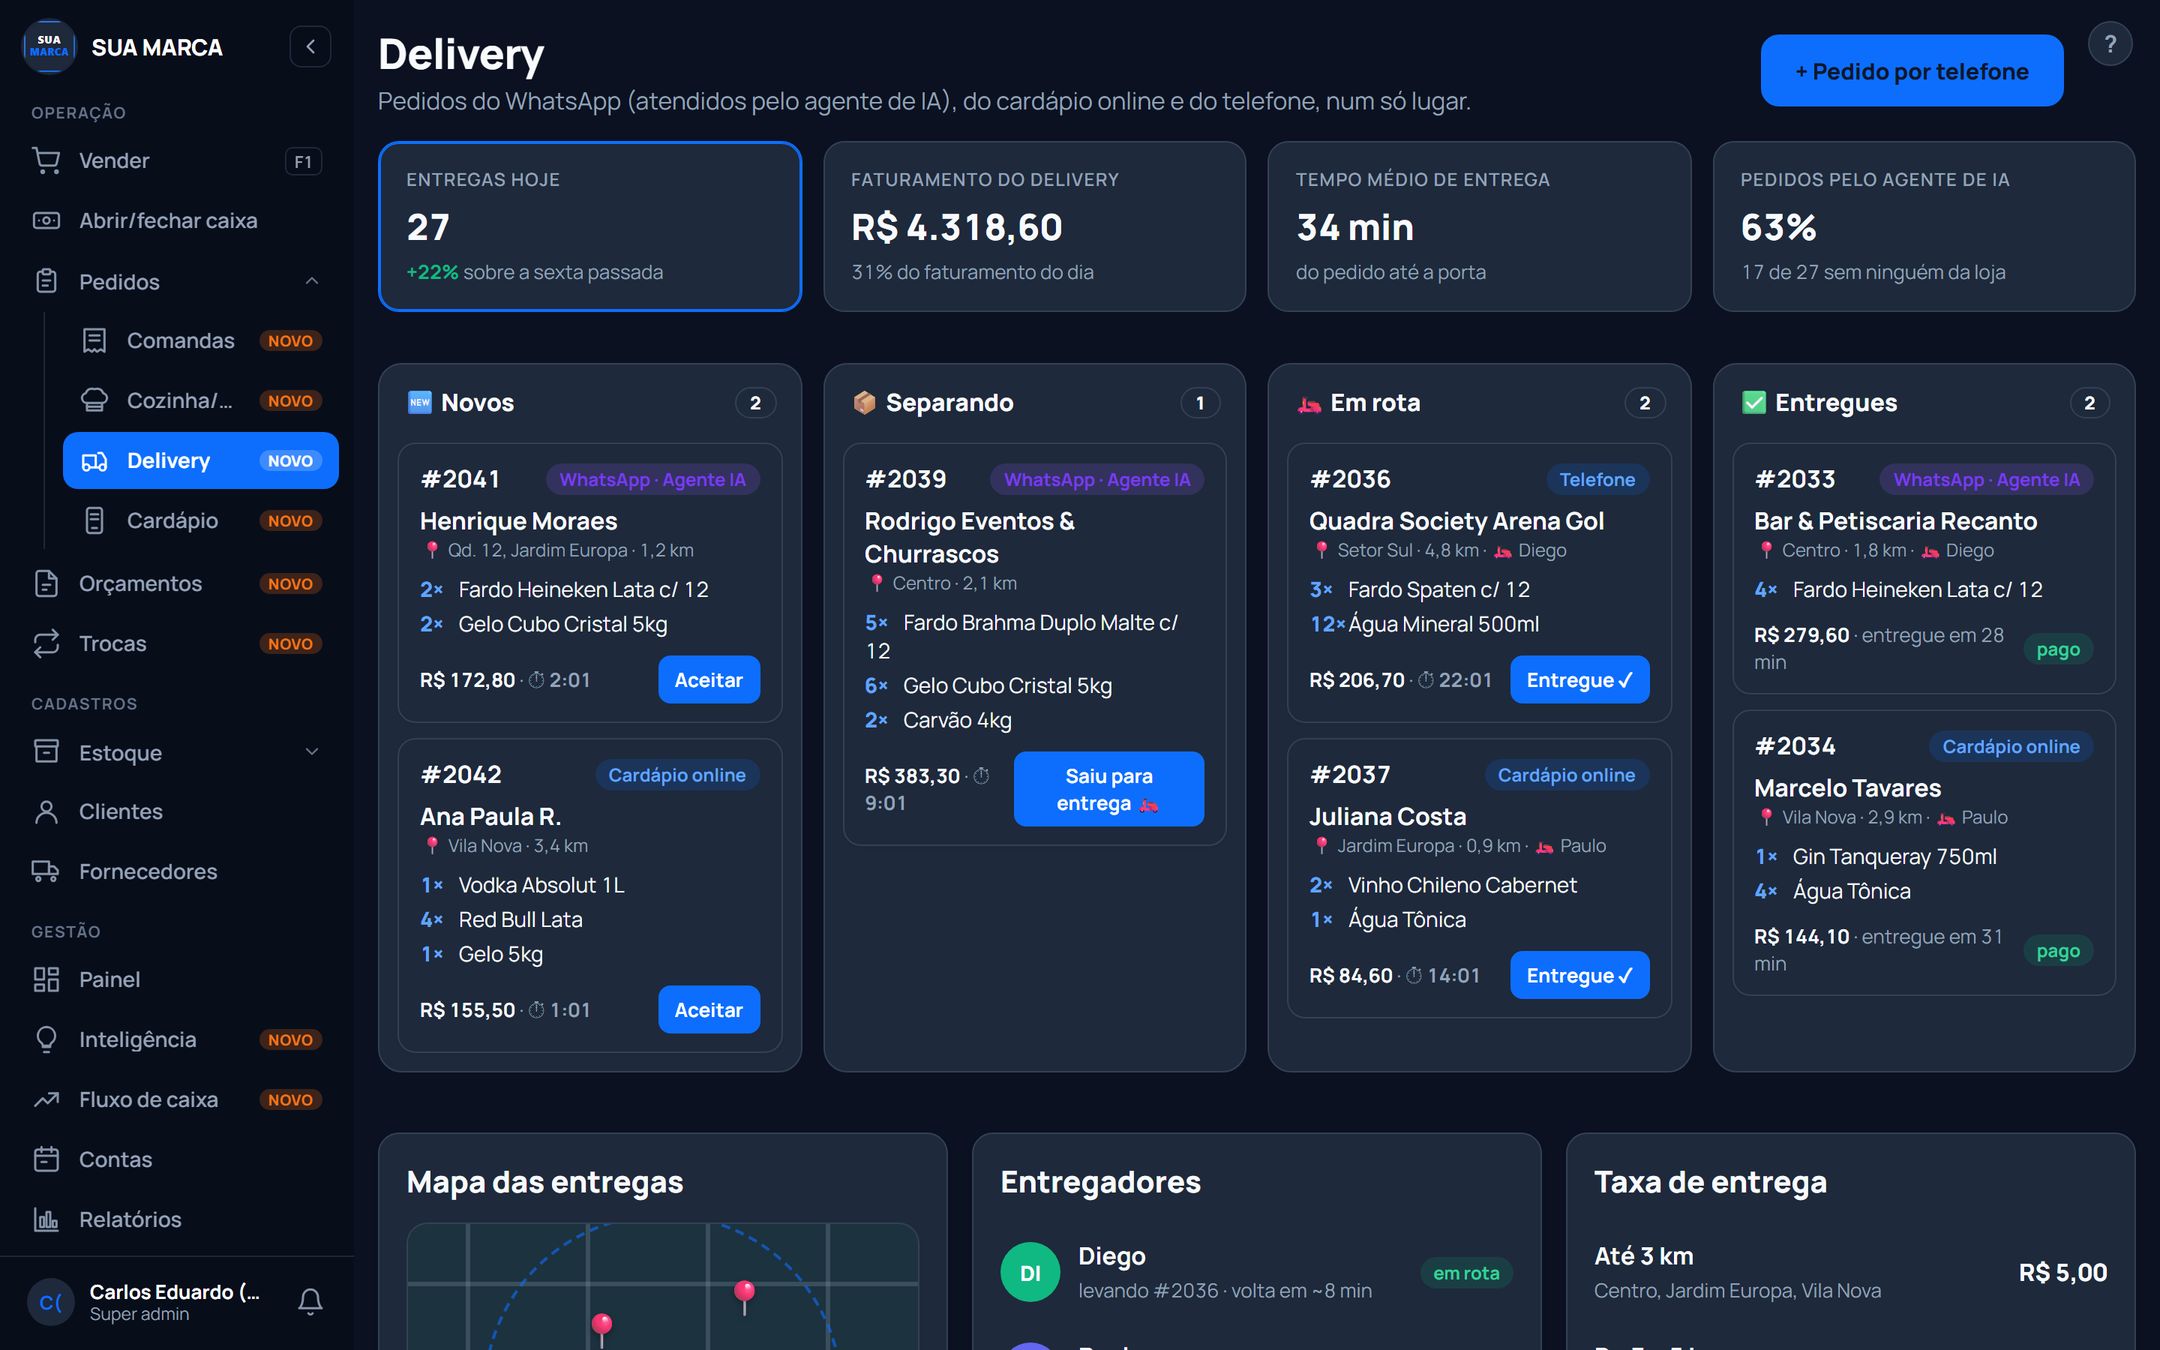 SUA MARCA
SUA MARCA
OPERAÇÃO
Vender F1
Abrir/fechar caixa
Pedidos
Comandas NOVO
Cozinha/... NOVO
Delivery NOVO
Cardápio NOVO
Orçamentos NOVO
Trocas NOVO
CADASTROS
Estoque
Clientes
Fornecedores
GESTÃO
Painel
Inteligência NOVO
Fluxo de caixa NOVO
Contas
Relatórios
C( Carlos Eduardo (...
Super admin
Delivery
Pedidos do WhatsApp (atendidos pelo agente de IA), do cardápio online e do telefone, num só lugar.
+ Pedido por telefone
?
ENTREGAS HOJE
27
+22% sobre a sexta passada
FATURAMENTO DO DELIVERY
R$ 4.318,60
31% do faturamento do dia
TEMPO MÉDIO DE ENTREGA
34 min
do pedido até a porta
PEDIDOS PELO AGENTE DE IA
63%
17 de 27 sem ninguém da loja
NEW Novos 2
#2041 WhatsApp · Agente IA
Henrique Moraes
Qd. 12, Jardim Europa · 1,2 km
2× Fardo Heineken Lata c/ 12
2× Gelo Cubo Cristal 5kg
R$ 172,80 · ⏱ 2:01 Aceitar
#2042 Cardápio online
Ana Paula R.
Vila Nova · 3,4 km
1× Vodka Absolut 1L
4× Red Bull Lata
1× Gelo 5kg
R$ 155,50 · ⏱ 1:01 Aceitar
Separando 1
#2039 WhatsApp · Agente IA
Rodrigo Eventos &
Churrascos
Centro · 2,1 km
5× Fardo Brahma Duplo Malte c/
12
6× Gelo Cubo Cristal 5kg
2× Carvão 4kg
R$ 383,30 · ⏱
9:01
Saiu para
entrega
Em rota 2
#2036 Telefone
Quadra Society Arena Gol
Setor Sul · 4,8 km · Diego
3× Fardo Spaten c/ 12
12× Água Mineral 500ml
R$ 206,70 · ⏱ 22:01 Entregue ✓
#2037 Cardápio online
Juliana Costa
Jardim Europa · 0,9 km · Paulo
2× Vinho Chileno Cabernet
1× Água Tônica
R$ 84,60 · ⏱ 14:01 Entregue ✓
Entregues 2
#2033 WhatsApp · Agente IA
Bar & Petiscaria Recanto
Centro · 1,8 km · Diego
4× Fardo Heineken Lata c/ 12
R$ 279,60 · entregue em 28
min
pago
#2034 Cardápio online
Marcelo Tavares
Vila Nova · 2,9 km · Paulo
1× Gin Tanqueray 750ml
4× Água Tônica
R$ 144,10 · entregue em 31
min
pago
Mapa das entregas
Entregadores
DI Diego
levando #2036 · volta em ~8 min
em rota
Taxa de entrega
Até 3 km
Centro, Jardim Europa, Vila Nova
R$ 5,00